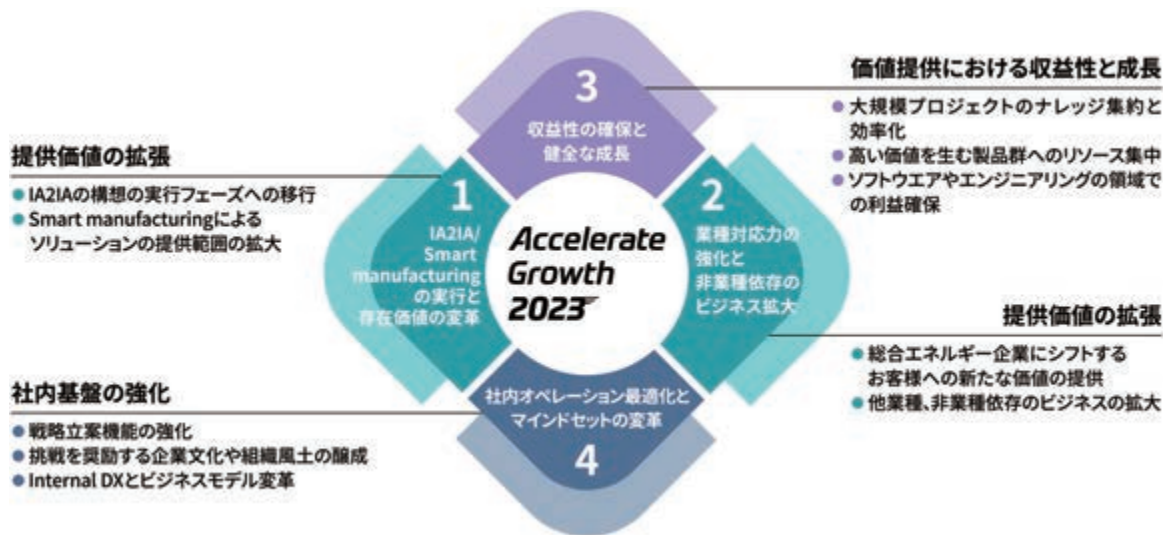 提供価値の拡張
IA2IAの構想の実行フェーズへの移行
Smart manufacturingによる
ソリューションの提供範囲の拡大
1
IA2IA/
Smart
manufacturing
の実行と
存在価値の変革
Accelerate
Growth
2023
2
業種対応力の
強化と
非業種依存の
ビジネス拡大
提供価値の拡張
総合エネルギー企業にシフトする
お客様への新たな価値の提供
他業種、非業種依存のビジネスの拡大
3
収益性の確保と
健全な成長
価値提供における収益性と成長
大規模プロジェクトのナレッジ集約と
効率化
高い価値を生む製品群へのリソース集中
ソフトウエアやエンジニアリングの領域で
の利益確保
社内オペレーション最適化と
マインドセットの変革
4
社内基盤の強化
戦略立案機能の強化
挑戦を奨励する企業文化や組織風土の醸成
Internal DXとビジネスモデル変革